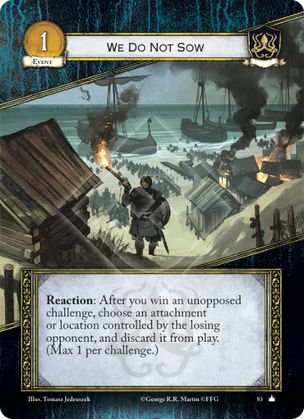 1
WE DO NOT SOW
EVENT
Reaction: After you win an unopposed
challenge, choose an attachment
or location controlled by the losing
opponent, and discard it from play.
(Max 1 per challenge.)
Illus. Tomasz Jedruszek ©George R.R. Martin ©FFG 83